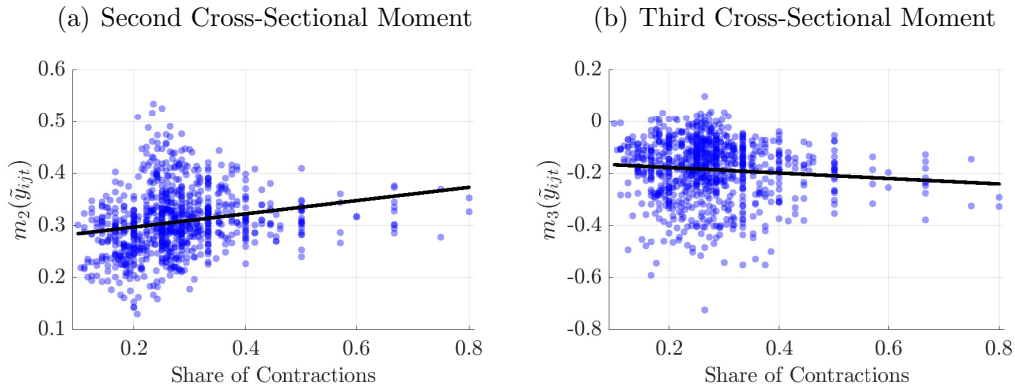 (a) Second Cross-Sectional Moment
0.6
0.5
0.4
0.3
0.2
0.1
m₂(ỹᵢⱼₜ)
0.2 0.4 0.6 0.8
Share of Contractions
(b) Third Cross-Sectional Moment
0.2
0
-0.2
-0.4
-0.6
-0.8
m₃(ỹᵢⱼₜ)
0.2 0.4 0.6 0.8
Share of Contractions